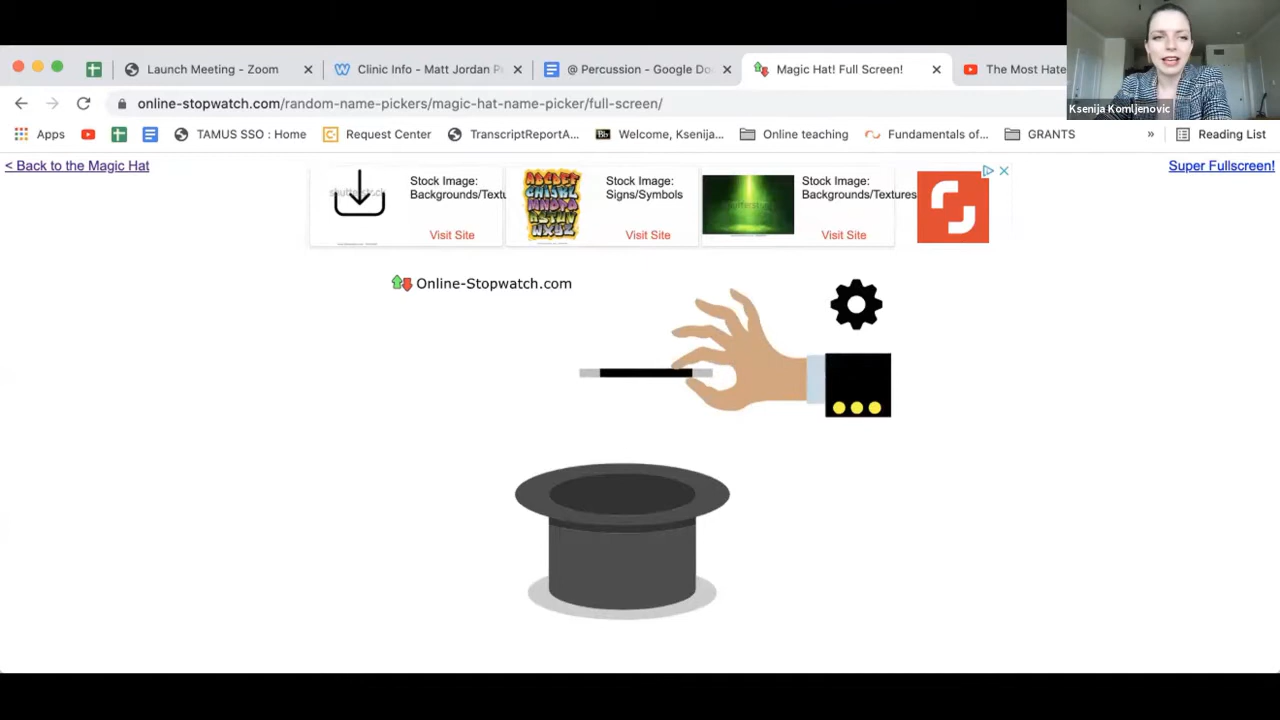 Launch Meeting - Zoom
Clinic Info - Matt Jordan P
@ Percussion - Google Do
Magic Hat! Full Screen!
The Most Hate
Ksenija Komljenovic
online-stopwatch.com/random-name-pickers/magic-hat-name-picker/full-screen/
Apps
TAMUS SSO : Home
Request Center
TranscriptReportA...
Bb
Welcome, Ksenija...
Online teaching
Fundamentals of...
GRANTS
»
Reading List
< Back to the Magic Hat
Super Fullscreen!
Stock Image:
Backgrounds/Textu
Visit Site
Stock Image:
Signs/Symbols
Visit Site
Stock Image:
Backgrounds/Textures
Visit Site
Online-Stopwatch.com